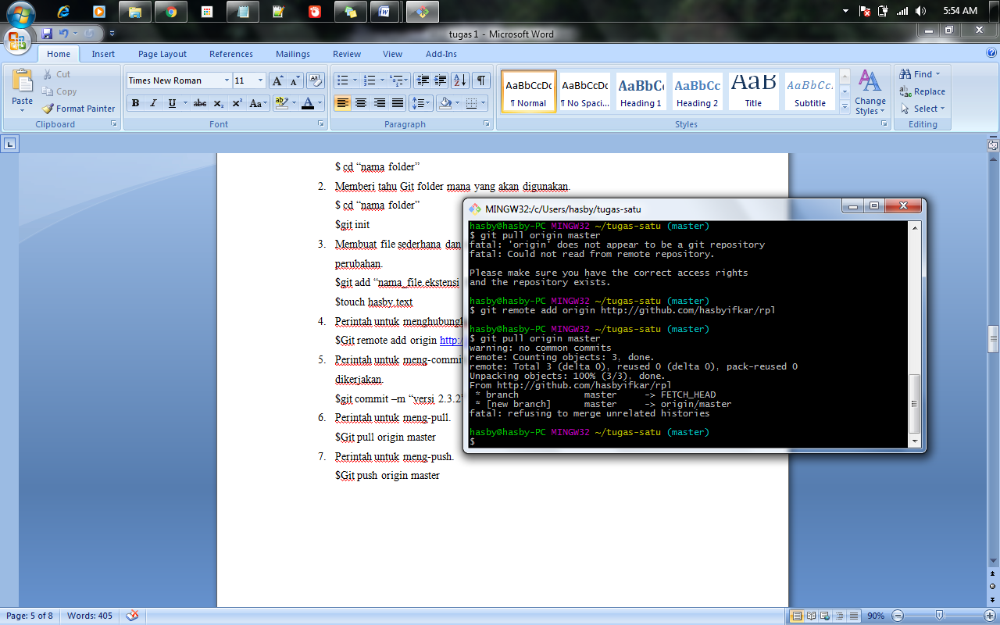 5:54 AM
tugas 1 - Microsoft Word
Home Insert Page Layout References Mailings Review View Add-Ins
Paste
Cut
Copy
Format Painter
Clipboard
Times New Roman 11
Font
Paragraph
AaBbCcDc AaBbCcDc AaBbCc AaBbCc AaB AaBbCc.
¶ Normal ¶ No Spaci... Heading 1 Heading 2 Title Subtitle
Change Styles
Styles
Find
Replace
Select
Editing
$ cd “nama folder”
2. Memberi tahu Git folder mana yang akan digunakan.
$ cd “nama folder”
$git init
3. Membuat file sederhana dan
perubahan.
$git add “nama_file.ekstensi
$touch hasby.text
4. Perintah untuk menghubungk
$Git remote add origin http:/
5. Perintah untuk meng-commit
dikerjakan.
$git commit –m “versi 2.3.2”
6. Perintah untuk meng-pull.
$Git pull origin master
7. Perintah untuk meng-push.
$Git push origin master
MINGW32:/c/Users/hasby/tugas-satu
hasby@hasby-PC MINGW32 ~/tugas-satu (master)
$ git pull origin master
fatal: 'origin' does not appear to be a git repository
fatal: Could not read from remote repository.
Please make sure you have the correct access rights
and the repository exists.
hasby@hasby-PC MINGW32 ~/tugas-satu (master)
$ git remote add origin http://github.com/hasbyifkar/rpl
hasby@hasby-PC MINGW32 ~/tugas-satu (master)
$ git pull origin master
warning: no common commits
remote: Counting objects: 3, done.
remote: Total 3 (delta 0), reused 0 (delta 0), pack-reused 0
Unpacking objects: 100% (3/3), done.
From http://github.com/hasbyifkar/rpl
* branch master -> FETCH_HEAD
* [new branch] master -> origin/master
fatal: refusing to merge unrelated histories
hasby@hasby-PC MINGW32 ~/tugas-satu (master)
$
Page: 5 of 8 Words: 405 90%